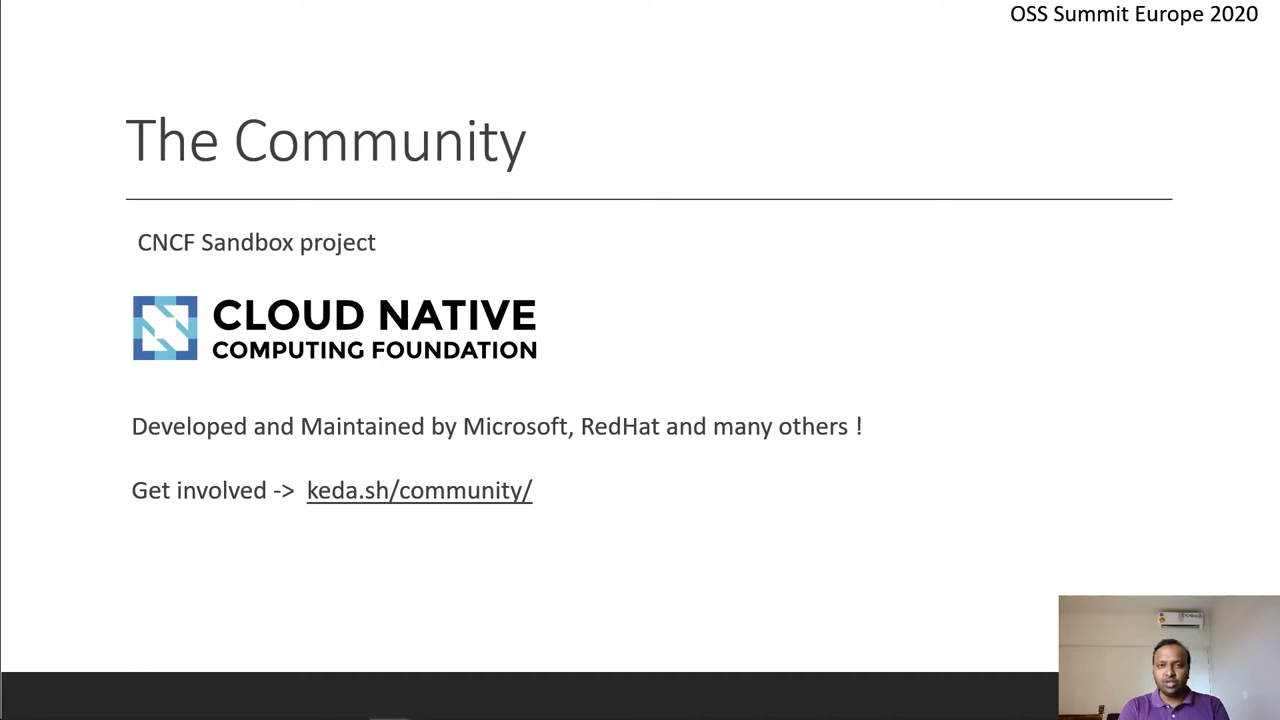 OSS Summit Europe 2020
The Community
CNCF Sandbox project
CLOUD NATIVE
COMPUTING FOUNDATION
Developed and Maintained by Microsoft, RedHat and many others !
Get involved -> keda.sh/community/